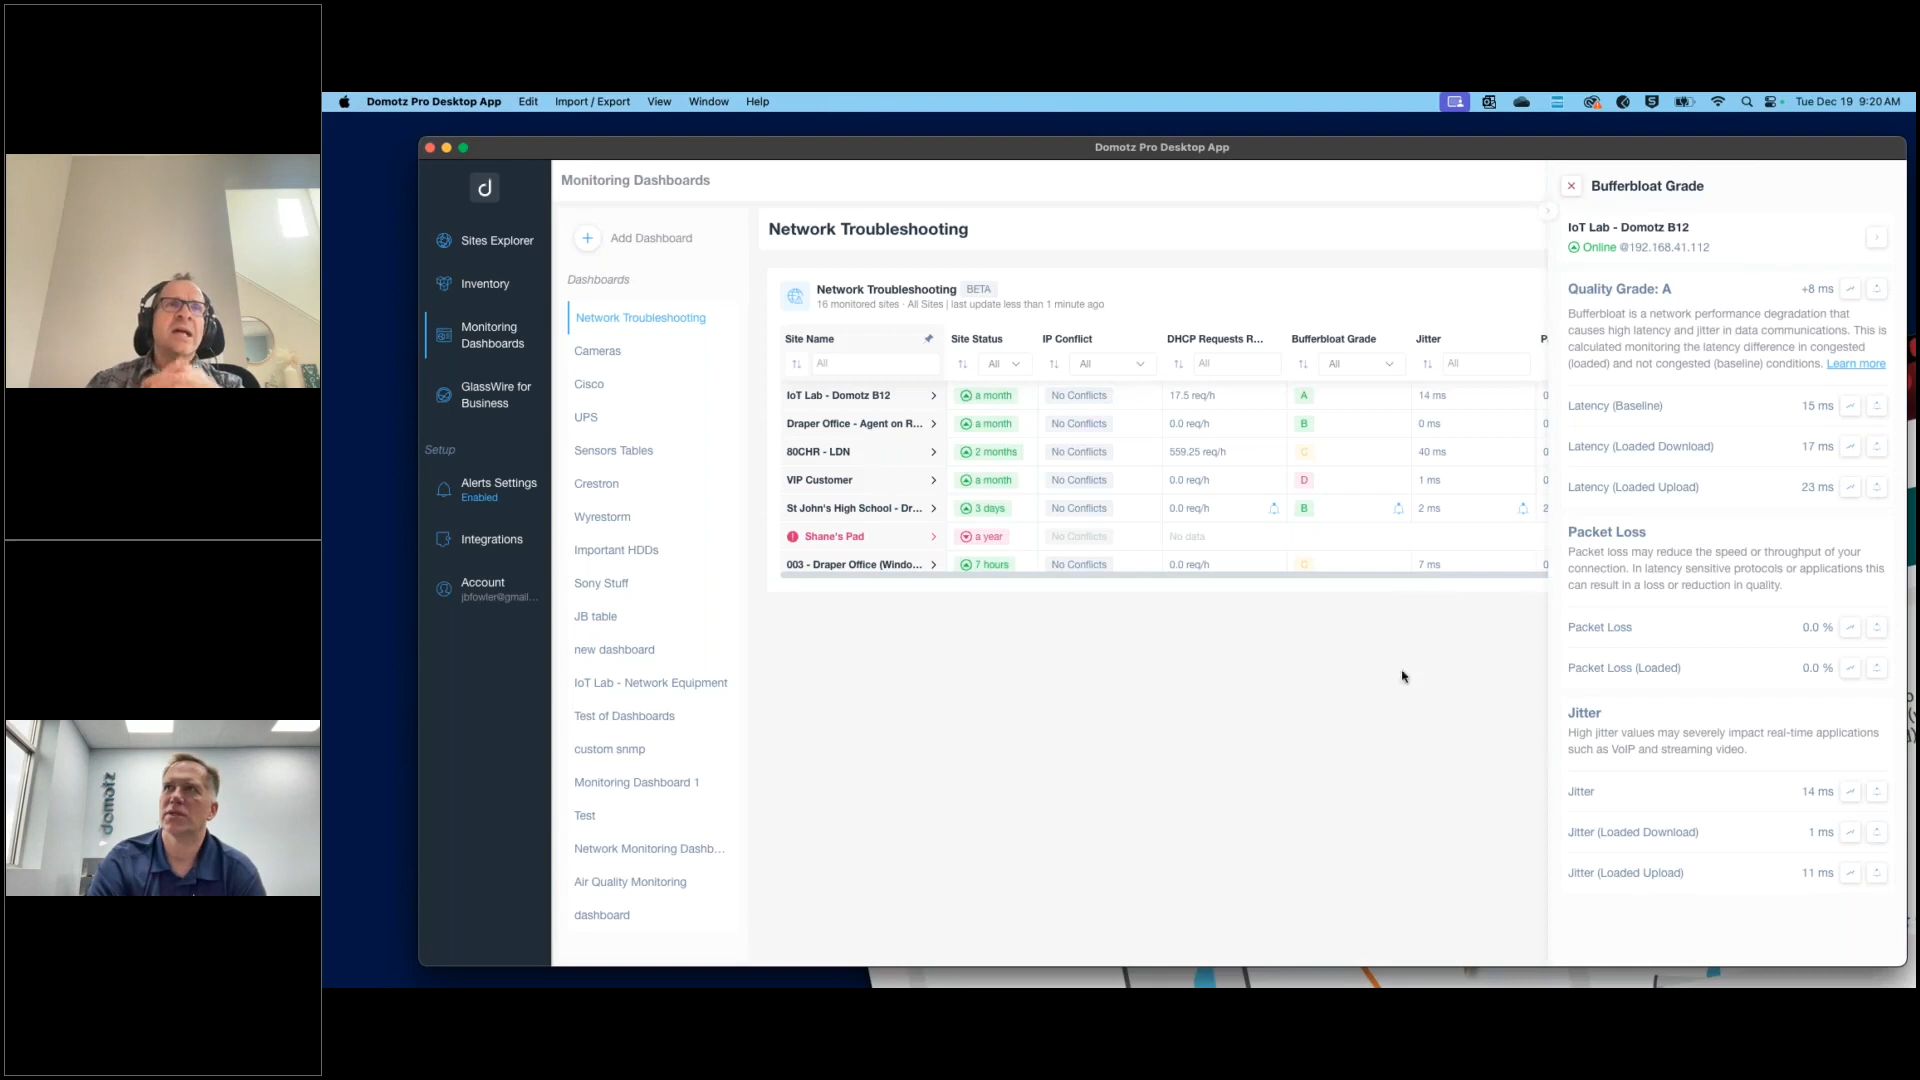 Domotz Pro Desktop App Edit Import / Export View Window Help
Tue Dec 19 9:20 AM
Domotz Pro Desktop App
Sites Explorer
Inventory
Monitoring
Dashboards
GlassWire for
Business
Setup
Alerts Settings
Enabled
Integrations
Account
jbfowler@gmail...
Monitoring Dashboards
Add Dashboard
Dashboards
Network Troubleshooting
Cameras
Cisco
UPS
Sensors Tables
Crestron
Wyrestorm
Important HDDs
Sony Stuff
JB table
new dashboard
IoT Lab - Network Equipment
Test of Dashboards
custom snmp
Monitoring Dashboard 1
Test
Network Monitoring Dashb...
Air Quality Monitoring
dashboard
Network Troubleshooting
Network Troubleshooting BETA
16 monitored sites · All Sites | last update less than 1 minute ago
Site Name Site Status IP Conflict DHCP Requests R... Bufferbloat Grade Jitter
All All All All All All
IoT Lab - Domotz B12 a month No Conflicts 17.5 req/h A 14 ms
Draper Office - Agent on R... a month No Conflicts 0.0 req/h B 0 ms
80CHR - LDN 2 months No Conflicts 559.25 req/h C 40 ms
VIP Customer a month No Conflicts 0.0 req/h D 1 ms
St John's High School - Dr... 3 days No Conflicts 0.0 req/h B 2 ms
Shane's Pad a year No Conflicts No data
003 - Draper Office (Windo... 7 hours No Conflicts 0.0 req/h C 7 ms
Bufferbloat Grade
IoT Lab - Domotz B12
Online @192.168.41.112
Quality Grade: A +8 ms
Bufferbloat is a network performance degradation that
causes high latency and jitter in data communications. This is
calculated monitoring the latency difference in congested
(loaded) and not congested (baseline) conditions. Learn more
Latency (Baseline) 15 ms
Latency (Loaded Download) 17 ms
Latency (Loaded Upload) 23 ms
Packet Loss
Packet loss may reduce the speed or throughput of your
connection. In latency sensitive protocols or applications this
can result in a loss or reduction in quality.
Packet Loss 0.0 %
Packet Loss (Loaded) 0.0 %
Jitter
High jitter values may severely impact real-time applications
such as VoIP and streaming video.
Jitter 14 ms
Jitter (Loaded Download) 1 ms
Jitter (Loaded Upload) 11 ms
domotz